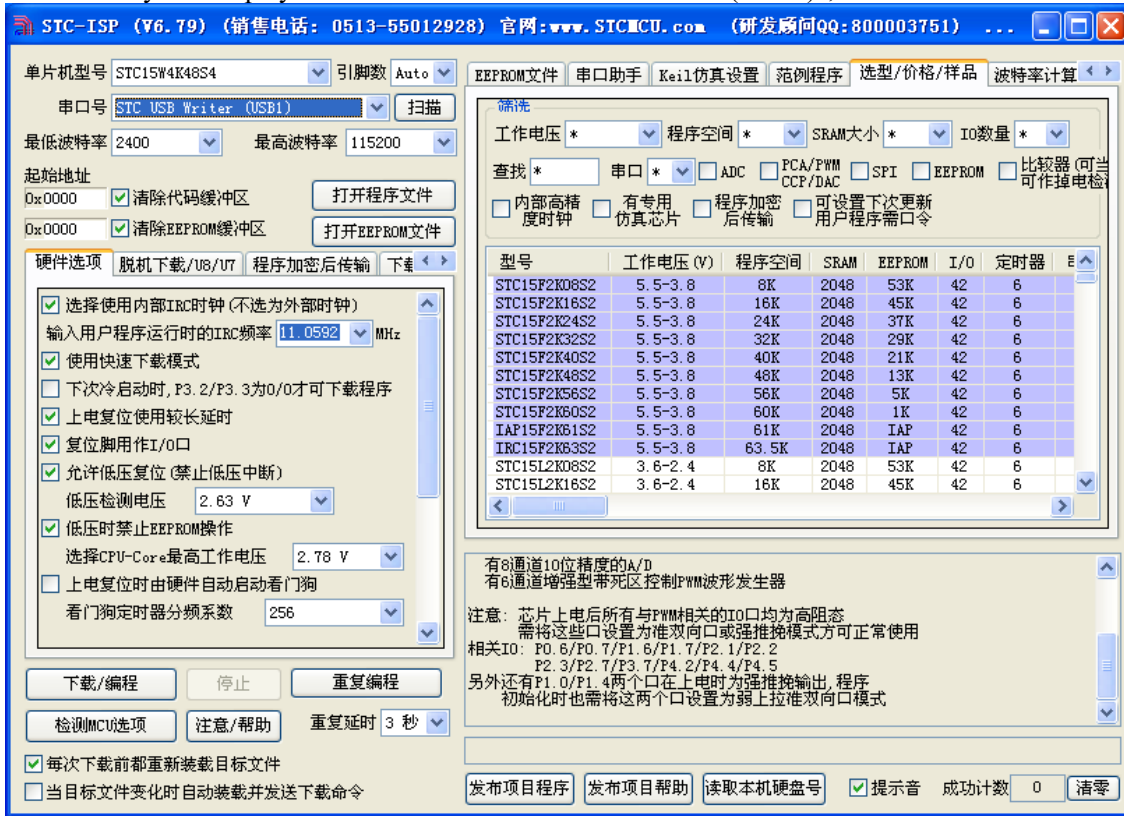 STC-ISP (V6.79) (销售电话: 0513-55012928) 官网:www.STCMCU.com (研发顾问QQ:800003751) ...
单片机型号 STC15W4K48S4 引脚数 Auto
串口号 STC USB Writer (USB1) 扫描
最低波特率 2400 最高波特率 115200
起始地址
0x0000 清除代码缓冲区 打开程序文件
0x0000 清除EEPROM缓冲区 打开EEPROM文件
硬件选项 脱机下载/U8/U7 程序加密后传输
选择使用内部IRC时钟(不选为外部时钟)
输入用户程序运行时的IRC频率 11.0592 MHz
使用快速下载模式
下次冷启动时,P3.2/P3.3为0/0才可下载程序
上电复位使用较长延时
复位脚用作I/O口
允许低压复位(禁止低压中断)
低压检测电压 2.63 V
低压时禁止EEPROM操作
选择CPU-Core最高工作电压 2.78 V
上电复位时由硬件自动启动看门狗
看门狗定时器分频系数 256
下载/编程 停止 重复编程
检测MCU选项 注意/帮助 重复延时 3 秒
每次下载前都重新装载目标文件
当目标文件变化时自动装载并发送下载命令
EEPROM文件 串口助手 Keil仿真设置 范例程序 选型/价格/样品 波特率计算
筛选
工作电压 * 程序空间 * SRAM大小 * IO数量 *
查找 * 串口 * ADC PCA/PWM CCP/DAC SPI EEPROM 比较器(可当 可作掉电检
内部高精度时钟 有专用仿真芯片 程序加密后传输 可设置下次更新用户程序需口令
型号 工作电压(V) 程序空间 SRAM EEPROM I/O 定时器
STC15F2K08S2 5.5-3.8 8K 2048 53K 42 6
STC15F2K16S2 5.5-3.8 16K 2048 45K 42 6
STC15F2K24S2 5.5-3.8 24K 2048 37K 42 6
STC15F2K32S2 5.5-3.8 32K 2048 29K 42 6
STC15F2K40S2 5.5-3.8 40K 2048 21K 42 6
STC15F2K48S2 5.5-3.8 48K 2048 13K 42 6
STC15F2K56S2 5.5-3.8 56K 2048 5K 42 6
STC15F2K60S2 5.5-3.8 60K 2048 1K 42 6
IAP15F2K61S2 5.5-3.8 61K 2048 IAP 42 6
IRC15F2K63S2 5.5-3.8 63.5K 2048 IAP 42 6
STC15L2K08S2 3.6-2.4 8K 2048 53K 42 6
STC15L2K16S2 3.6-2.4 16K 2048 45K 42 6
有8通道10位精度的A/D
有6通道增强型带死区控制PWM波形发生器
注意: 芯片上电后所有与PWM相关的IO口均为高阻态
需将这些口设置为准双向口或强推挽模式方可正常使用
相关IO: P0.6/P0.7/P1.6/P1.7/P2.1/P2.2
P2.3/P2.7/P3.7/P4.2/P4.4/P4.5
另外还有P1.0/P1.4两个口在上电时为强推挽输出,程序
初始化时也需将这两个口设置为弱上拉准双向口模式
发布项目程序 发布项目帮助 读取本机硬盘号 提示音 成功计数 0 清零